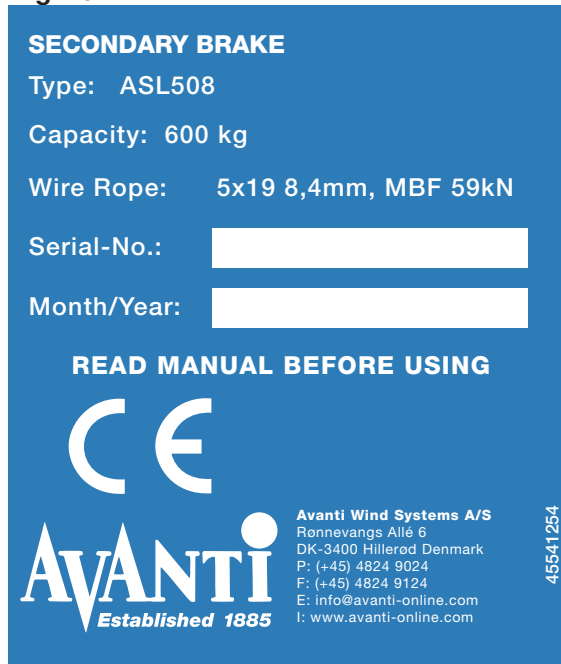 SECONDARY BRAKE
Type: ASL508
Capacity: 600 kg
Wire Rope: 5x19 8,4mm, MBF 59kN
Serial-No.:
Month/Year:
READ MANUAL BEFORE USING
CE
AVANTi
Established 1885
Avanti Wind Systems A/S
Rønnevangs Allé 6
DK-3400 Hillerød Denmark
P: (+45) 4824 9024
F: (+45) 4824 9124
E: info@avanti-online.com
I: www.avanti-online.com
45541254